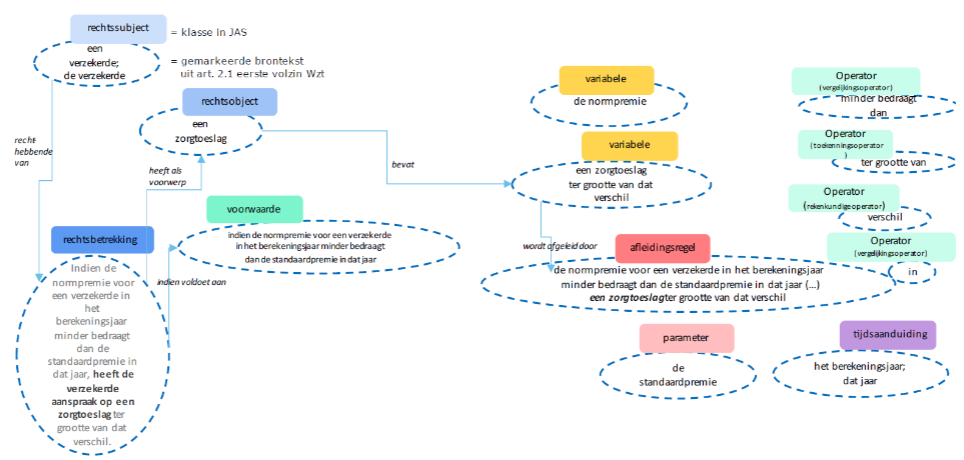 rechtssubject
= klasse in JAS
een
verzekerde;
de verzekerde
= gemarkeerde brontekst
uit art. 2.1 eerste volzin Wzt
rechtsobject
een
zorgtoeslag
recht-
hebbende
van
heeft als
voorwerp
bevat
variabele
de normpremie
variabele
een zorgtoeslag
ter grootte van dat
verschil
Operator
(vergelijkingsoperator)
minder bedraagt
dan
Operator
(toekenningsoperator
)
ter grootte van
Operator
(rekenkundigeoperator)
verschil
Operator
(vergelijkingsoperator)
in
voorwaarde
indien de normpremie voor een verzekerde
in het berekeningsjaar minder bedraagt
dan de standaardpremie in dat jaar
rechtsbetrekking
Indien de
normpremie voor
een verzekerde in
het
berekeningsjaar
minder bedraagt
dan de
standaardpremie in
dat jaar, heeft de
verzekerde
aanspraak op een
zorgtoeslag ter
grootte van dat
verschil.
indien voldoet aan
wordt afgeleid door
afleidingsregel
de normpremie voor een verzekerde in het berekeningsjaar
minder bedraagt dan de standaardpremie in dat jaar (...)
een zorgtoeslagter grootte van dat verschil
parameter
de
standaardpremie
tijdsaanduiding
het berekeningsjaar;
dat jaar